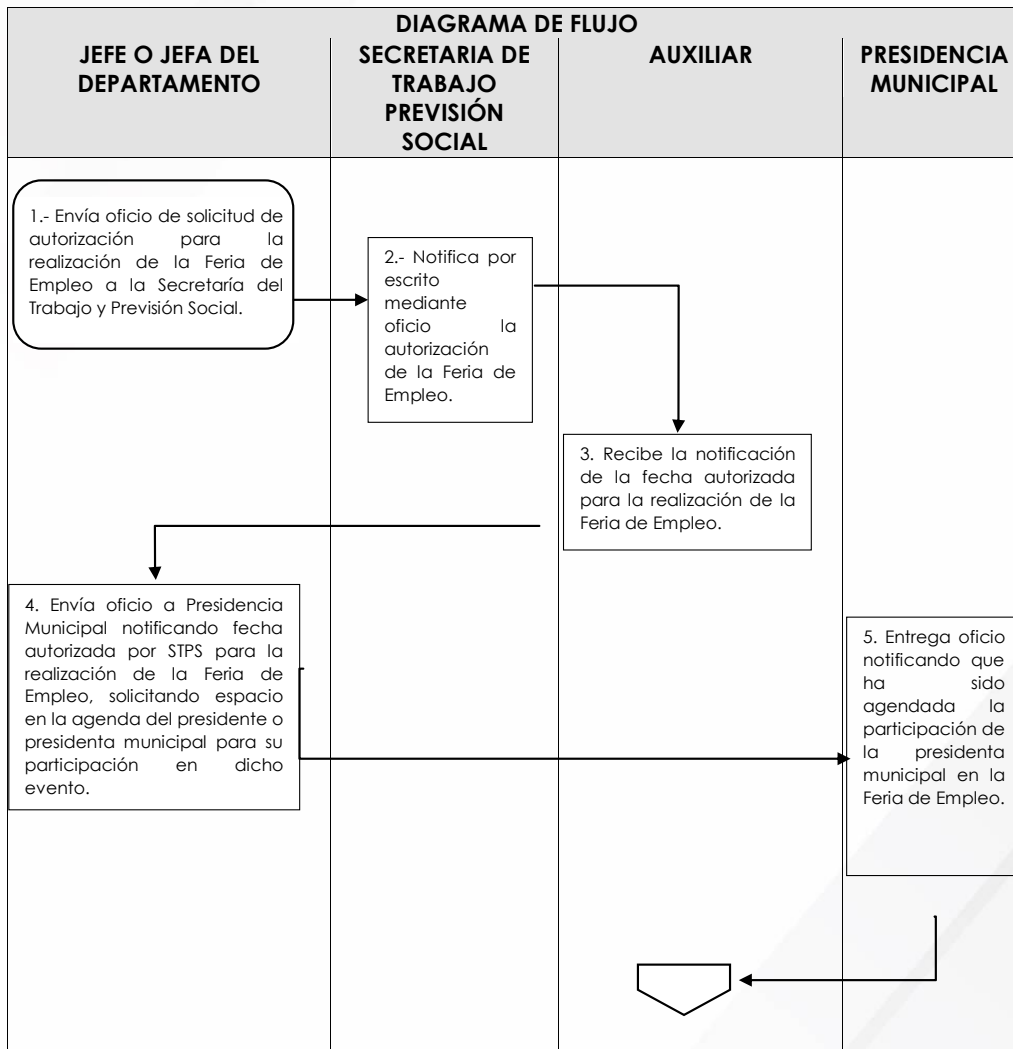 DIAGRAMA DE FLUJO
JEFE O JEFA DEL
DEPARTAMENTO
SECRETARIA DE
TRABAJO
PREVISIÓN
SOCIAL
AUXILIAR
PRESIDENCIA
MUNICIPAL
1.- Envía oficio de solicitud de
autorización para la
realización de la Feria de
Empleo a la Secretaría del
Trabajo y Previsión Social.
2.- Notifica por
escrito
mediante
oficio la
autorización
de la Feria de
Empleo.
3. Recibe la notificación
de la fecha autorizada
para la realización de la
Feria de Empleo.
4. Envía oficio a Presidencia
Municipal notificando fecha
autorizada por STPS para la
realización de la Feria de
Empleo, solicitando espacio
en la agenda del presidente o
presidenta municipal para su
participación en dicho
evento.
5. Entrega oficio
notificando que
ha sido
agendada la
participación de
la presidenta
municipal en la
Feria de Empleo.